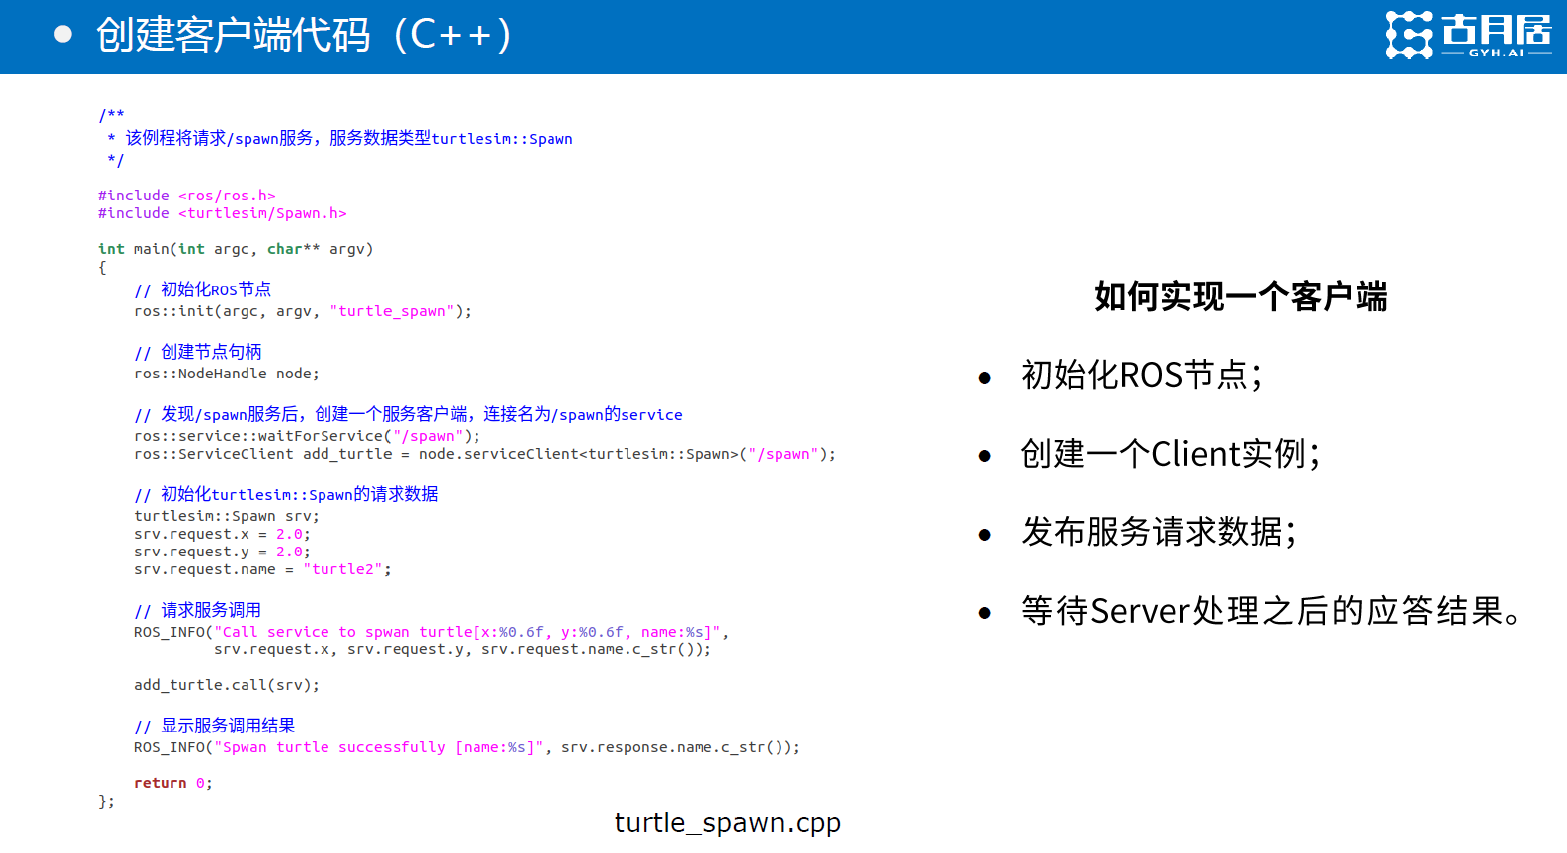 创建客户端代码（C++）
古月居
GYH.AI
/**
 * 该例程将请求/spawn服务，服务数据类型turtlesim::Spawn
 */
#include <ros/ros.h>
#include <turtlesim/Spawn.h>
int main(int argc, char** argv)
{
    // 初始化ROS节点
    ros::init(argc, argv, "turtle_spawn");
    // 创建节点句柄
    ros::NodeHandle node;
    // 发现/spawn服务后，创建一个服务客户端，连接名为/spawn的service
    ros::service::waitForService("/spawn");
    ros::ServiceClient add_turtle = node.serviceClient<turtlesim::Spawn>("/spawn");
    // 初始化turtlesim::Spawn的请求数据
    turtlesim::Spawn srv;
    srv.request.x = 2.0;
    srv.request.y = 2.0;
    srv.request.name = "turtle2";
    // 请求服务调用
    ROS_INFO("Call service to spwan turtle[x:%0.6f, y:%0.6f, name:%s]",
             srv.request.x, srv.request.y, srv.request.name.c_str());
    add_turtle.call(srv);
    // 显示服务调用结果
    ROS_INFO("Spwan turtle successfully [name:%s]", srv.response.name.c_str());
    return 0;
};
turtle_spawn.cpp
如何实现一个客户端
● 初始化ROS节点；
● 创建一个Client实例；
● 发布服务请求数据；
● 等待Server处理之后的应答结果。